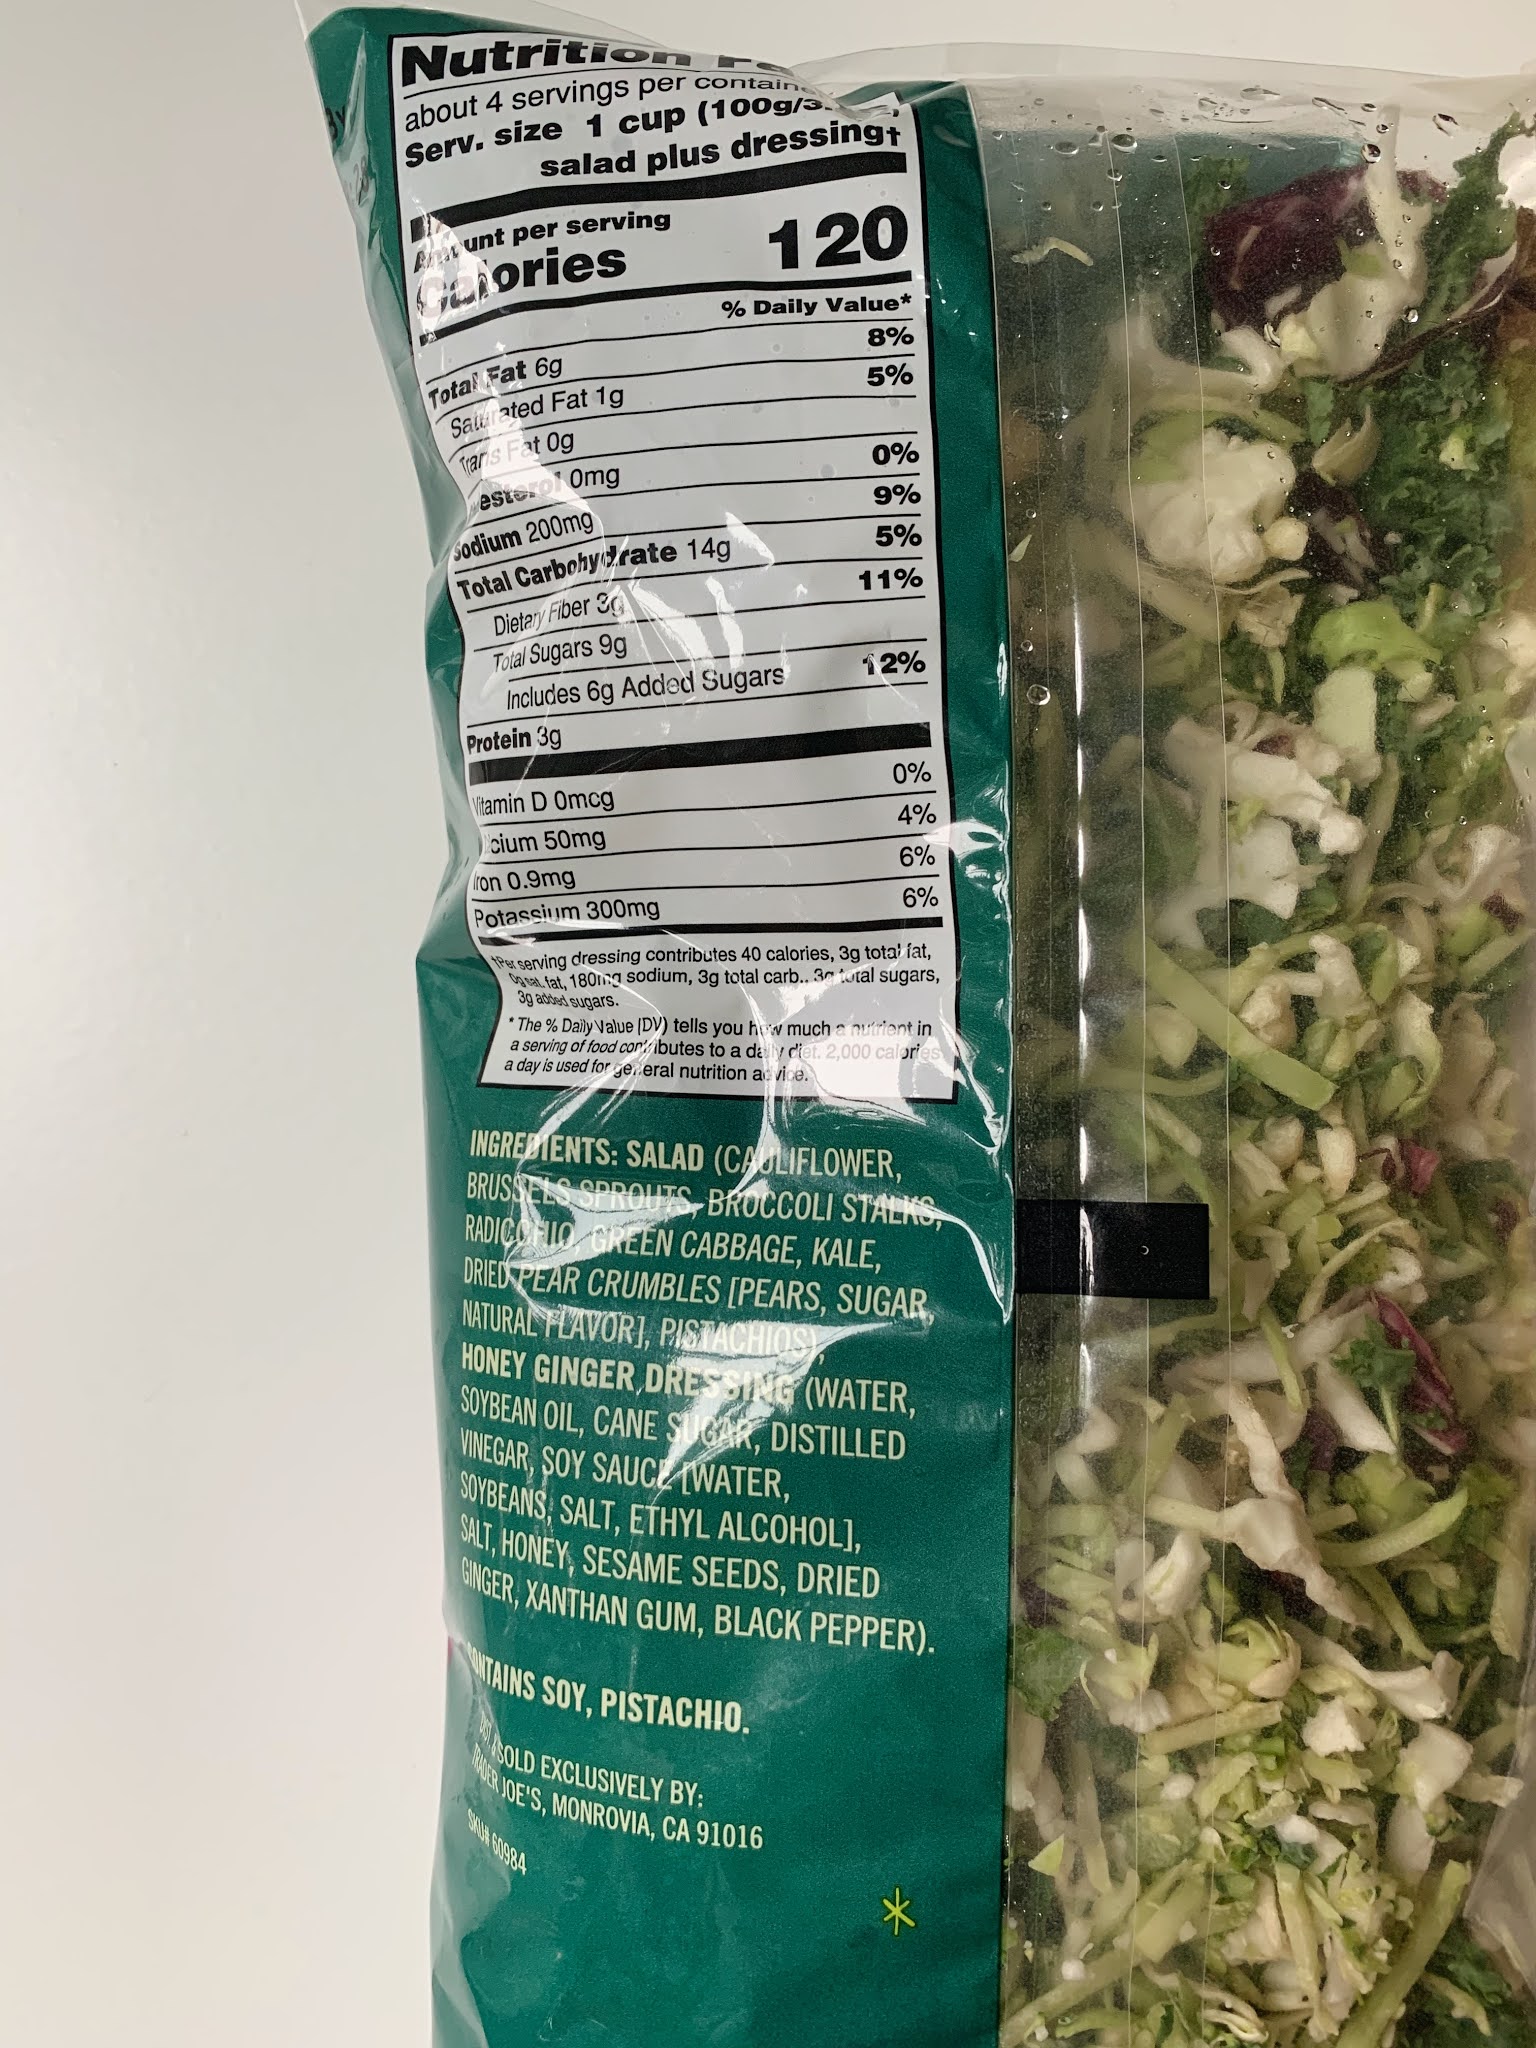 Nutrition
about 4 servings per
Serv. size 1 cup (100g/3.
salad plus dressing†
Amount per serving
Calories 120
% Daily Value*
Total Fat 6g 8%
Saturated Fat 1g 5%
Trans Fat 0g
0mg 0%
Sodium 200mg 9%
Total Carbohydrate 14g 5%
Dietary Fiber 3g 11%
Total Sugars 9g
Includes 6g Added Sugars 12%
Protein 3g
Vitamin D 0mcg 0%
50mg 4%
Iron 0.9mg 6%
Potassium 300mg 6%
†Per serving dressing contributes 40 calories, 3g total fat,
0g sat. fat, 180mg sodium, 3g total carb., 3g total sugars,
3g added sugars.
* The % Daily Value (DV) tells you how much a nutrient in
a serving of food contributes to a daily diet. 2,000 calories
a day is used for general nutrition advice.
INGREDIENTS: SALAD (CAULIFLOWER,
BRUSSELS SPROUTS, BROCCOLI STALKS,
RADICCHIO, GREEN CABBAGE, KALE,
DRIED PEAR CRUMBLES [PEARS, SUGAR,
NATURAL FLAVOR], PISTACHIOS),
HONEY GINGER DRESSING (WATER,
SOYBEAN OIL, CANE SUGAR, DISTILLED
VINEGAR, SOY SAUCE [WATER,
SOYBEANS, SALT, ETHYL ALCOHOL],
SALT, HONEY, SESAME SEEDS, DRIED
GINGER, XANTHAN GUM, BLACK PEPPER).
CONTAINS SOY, PISTACHIO.
DIST. & SOLD EXCLUSIVELY BY:
TRADER JOE'S, MONROVIA, CA 91016
SKU# 60984